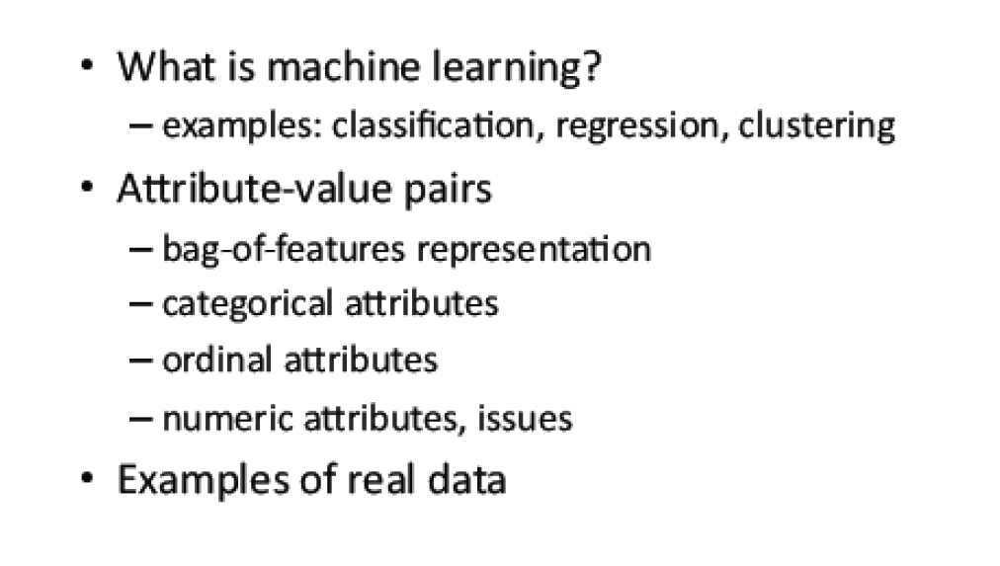 • What is machine learning?
– examples: classification, regression, clustering
• Attribute-value pairs
– bag-of-features representation
– categorical attributes
– ordinal attributes
– numeric attributes, issues
• Examples of real data